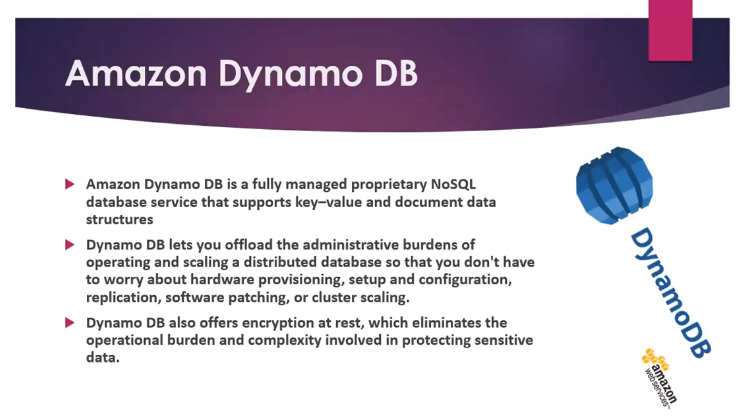 Amazon Dynamo DB
Amazon Dynamo DB is a fully managed proprietary NoSQL
database service that supports key–value and document data
structures
Dynamo DB lets you offload the administrative burdens of
operating and scaling a distributed database so that you don't have
to worry about hardware provisioning, setup and configuration,
replication, software patching, or cluster scaling.
Dynamo DB also offers encryption at rest, which eliminates the
operational burden and complexity involved in protecting sensitive
data.
DynamoDB
amazon
webservices™